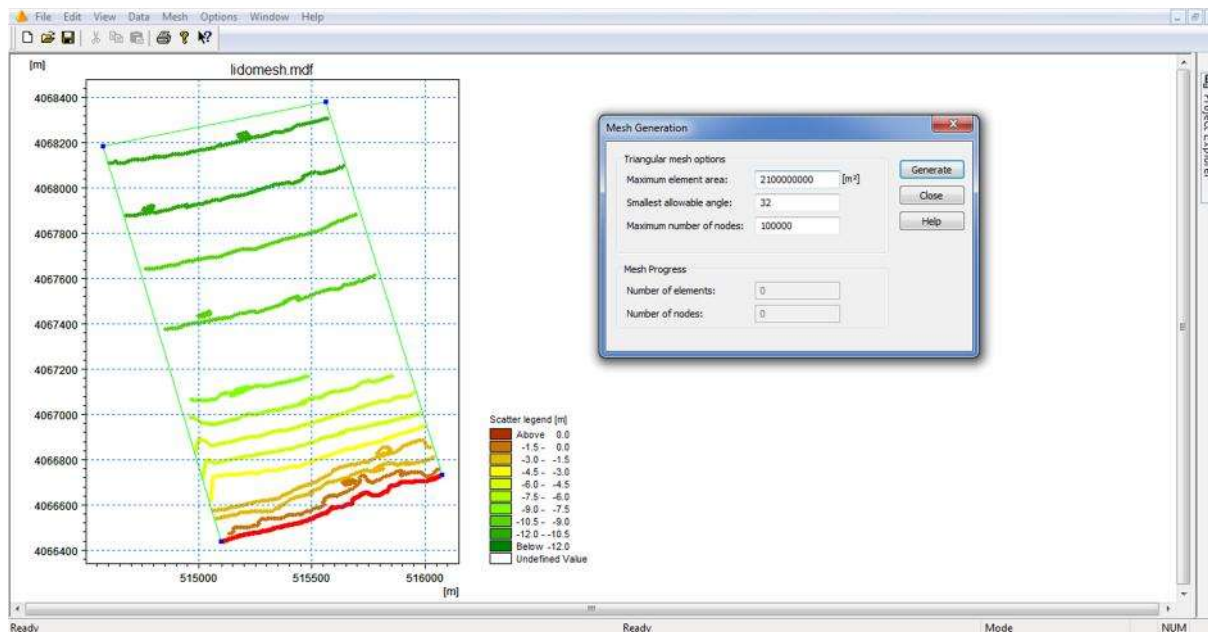 File Edit View Data Mesh Options Window Help
[m]
lidomesh.mdf
4068400
4068200
4068000
4067800
4067600
4067400
4067200
4067000
4066800
4066600
4066400
515000 515500 516000
[m]
Scatter legend [m]
Above 0.0
-1.5 - 0.0
-3.0 - -1.5
-4.5 - -3.0
-6.0 - -4.5
-7.5 - -6.0
-9.0 - -7.5
-10.5 - -9.0
-12.0 - -10.5
Below -12.0
Undefined Value
Mesh Generation
Triangular mesh options
Maximum element area: 2100000000 [m²]
Smallest allowable angle: 32
Maximum number of nodes: 100000
Mesh Progress
Number of elements: 0
Number of nodes: 0
Generate
Close
Help
Project Explorer
Ready Ready Mode NUM